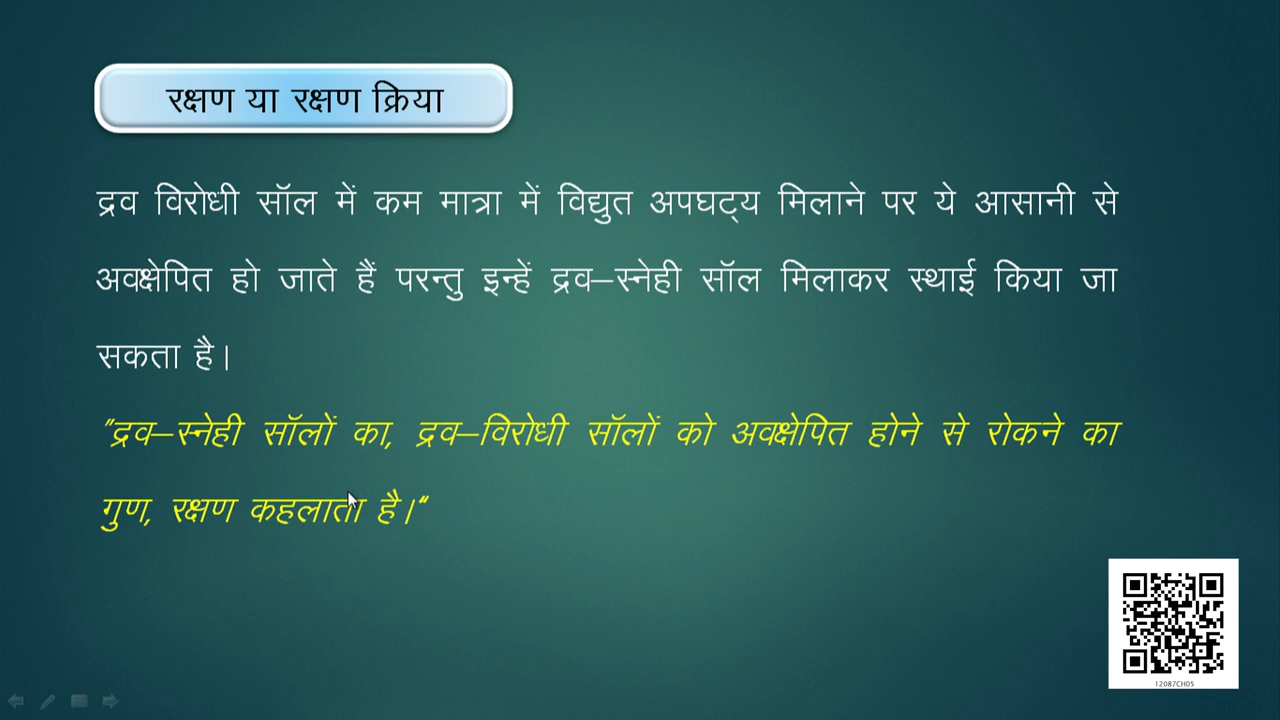 रक्षण या रक्षण क्रिया
द्रव विरोधी सॉल में कम मात्रा में विद्युत अपघट्य मिलाने पर ये आसानी से
अवक्षेपित हो जाते हैं परन्तु इन्हें द्रव–स्नेही सॉल मिलाकर स्थाई किया जा
सकता है।
"द्रव–स्नेही सॉलों का, द्रव–विरोधी सॉलों को अवक्षेपित होने से रोकने का
गुण, रक्षण कहलाता है।"
12087CH05